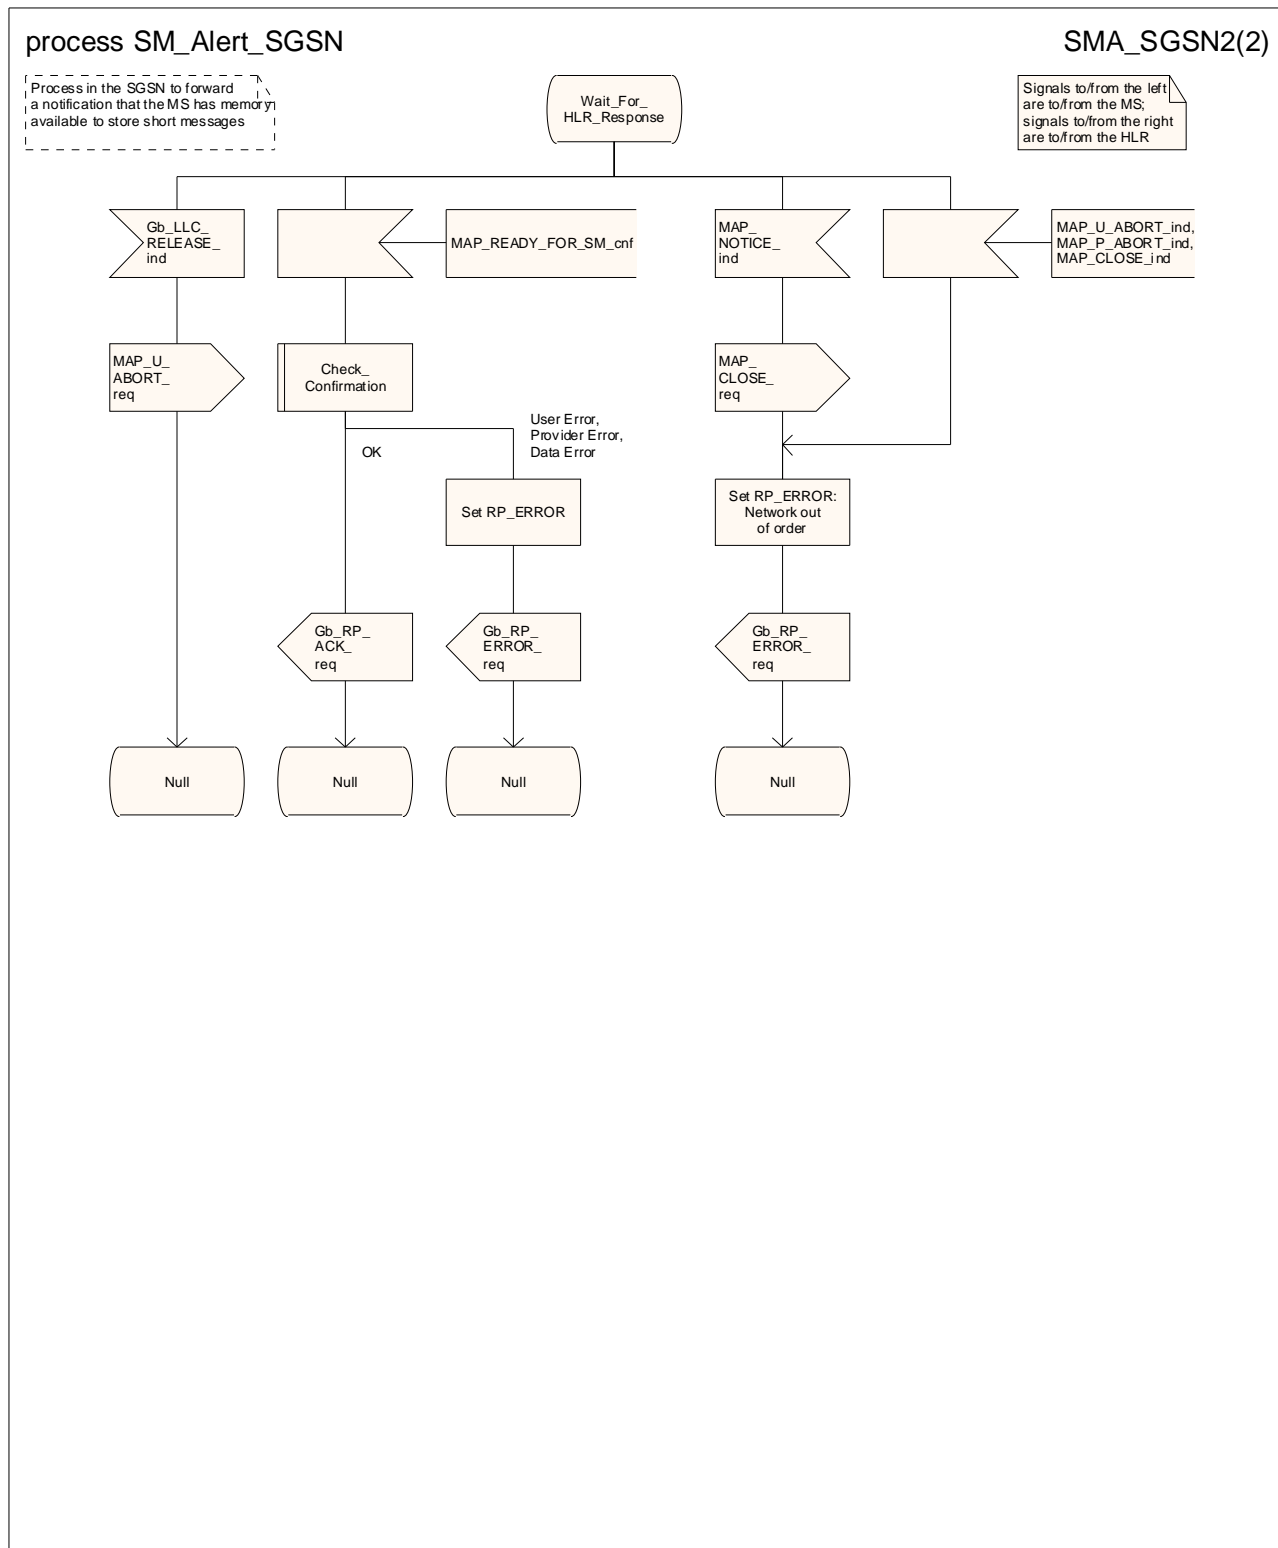 process SM_Alert_SGSN
SMA_SGSN2(2)
Process in the SGSN to forward
a notification that the MS has memory
available to store short messages
Wait_For_
HLR_Response
Signals to/from the left
are to/from the MS;
signals to/from the right
are to/from the HLR
Gb_LLC_
RELEASE_
ind
MAP_READY_FOR_SM_cnf
MAP_
NOTICE_
ind
MAP_U_ABORT_ind,
MAP_P_ABORT_ind,
MAP_CLOSE_ind
MAP_U_
ABORT_
req
Check_
Confirmation
MAP_
CLOSE_
req
OK
User Error,
Provider Error,
Data Error
Set RP_ERROR
Set RP_ERROR:
Network out
of order
Gb_RP_
ACK_
req
Gb_RP_
ERROR_
req
Gb_RP_
ERROR_
req
Null
Null
Null
Null